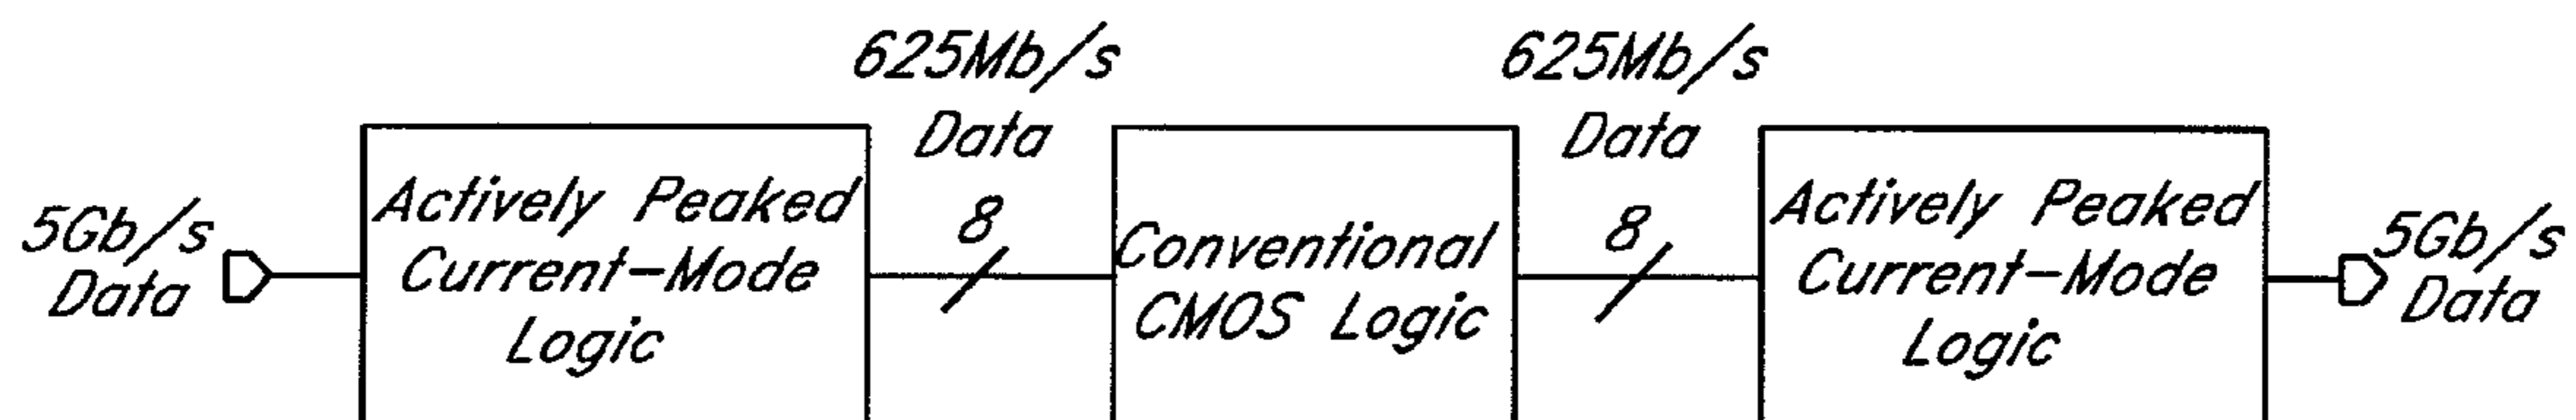 5Gb/s
Data
Actively Peaked
Current-Mode
Logic
625Mb/s
Data
8
Conventional
CMOS Logic
625Mb/s
Data
8
Actively Peaked
Current-Mode
Logic
5Gb/s
Data